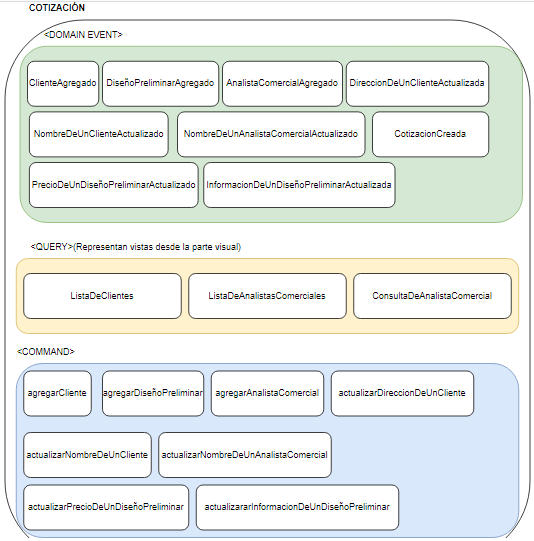 COTIZACIÓN
<DOMAIN EVENT>
ClienteAgregado
DiseñoPreliminarAgregado
AnalistaComercialAgregado
DireccionDeUnClienteActualizada
NombreDeUnClienteActualizado
NombreDeUnAnalistaComercialActualizado
CotizacionCreada
PrecioDeUnDiseñoPreliminarActualizado
InformacionDeUnDiseñoPreliminarActualizada
<QUERY>(Representan vistas desde la parte visual)
ListaDeClientes
ListaDeAnalistasComerciales
ConsultaDeAnalistaComercial
<COMMAND>
agregarCliente
agregarDiseñoPreliminar
agregarAnalistaComercial
actualizarDireccionDeUnCliente
actualizarNombreDeUnCliente
actualizarNombreDeUnAnalistaComercial
actualizarPrecioDeUnDiseñoPreliminar
actualizararInformacionDeUnDiseñoPreliminar